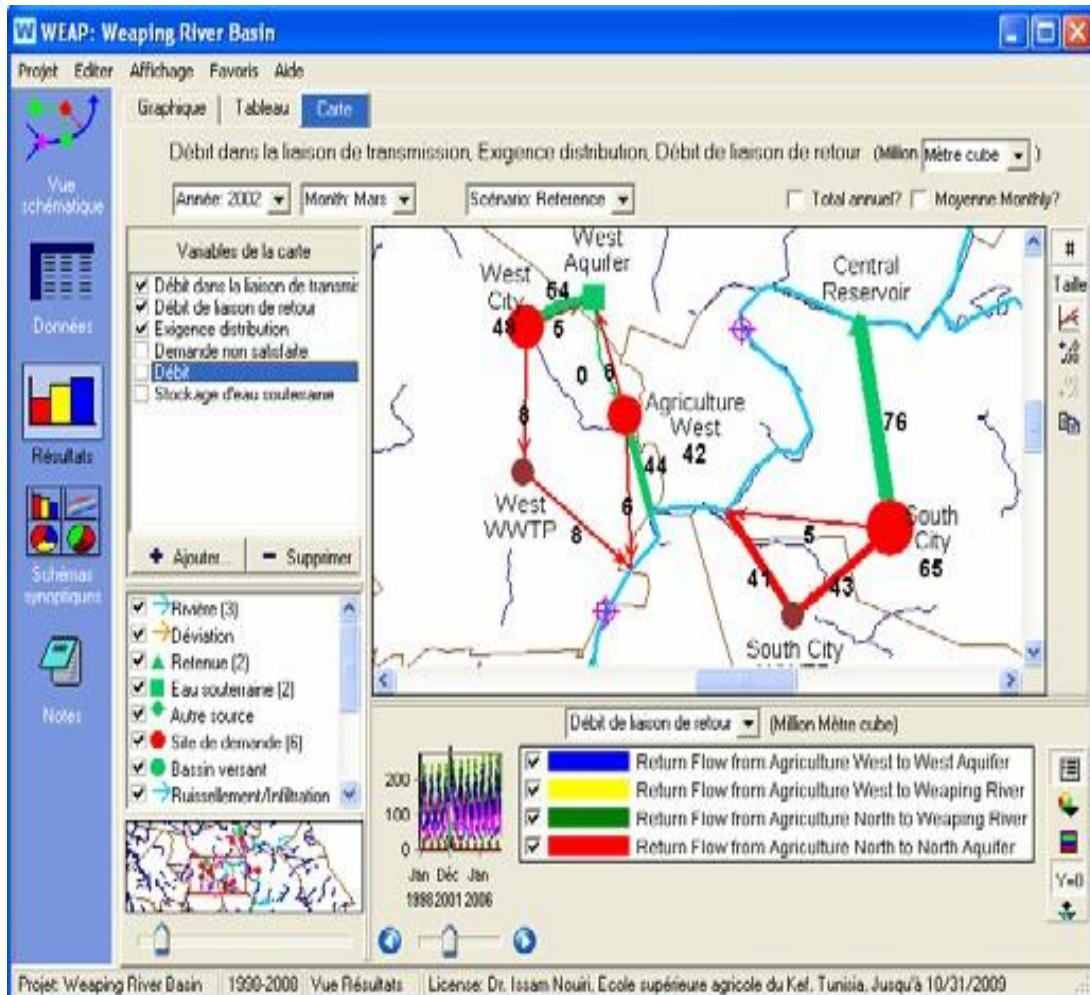 WEAP: Weaping River Basin
Projet Editer Affichage Favoris Aide
Graphique Tableau Carte
Débit dans la liaison de transmission, Exigence distribution, Débit de liaison de retour (Million Mètre cube )
Année: 2002 Month: Mars Scénario: Reference Total annuel? Moyenne Monthly?
Vue schématique
Données
Résultats
Schémas synoptiques
Notes
Variables de la carte
Débit dans la liaison de transmis
Débit de liaison de retour
Exigence distribution
Demande non satisfaite
Débit
Stockage d'eau souterraine
+ Ajouter... - Supprimer
Rivière (3)
Déviation
Retenue (2)
Eau souterraine (2)
Autre source
Site de demande (6)
Bassin versant
Ruissellement/Infiltration
West Aquifer
West City
54
48
5
0
6
8
Agriculture West
42
44
West WWTP
8
6
Central Reservoir
76
South City
65
5
41
43
South City
#
Taille
Débit de liaison de retour (Million Mètre cube)
200
100
0
Jan Déc Jan
1998 2001 2006
Return Flow from Agriculture West to West Aquifer
Return Flow from Agriculture West to Weaping River
Return Flow from Agriculture North to Weaping River
Return Flow from Agriculture North to North Aquifer
Y=0
Projet: Weaping River Basin 1990-2000 Vue Résultats License: Dr. Issam Nouiri, Ecole supérieure agricole du Kef, Tunisia, Jusqu'à 10/31/2009